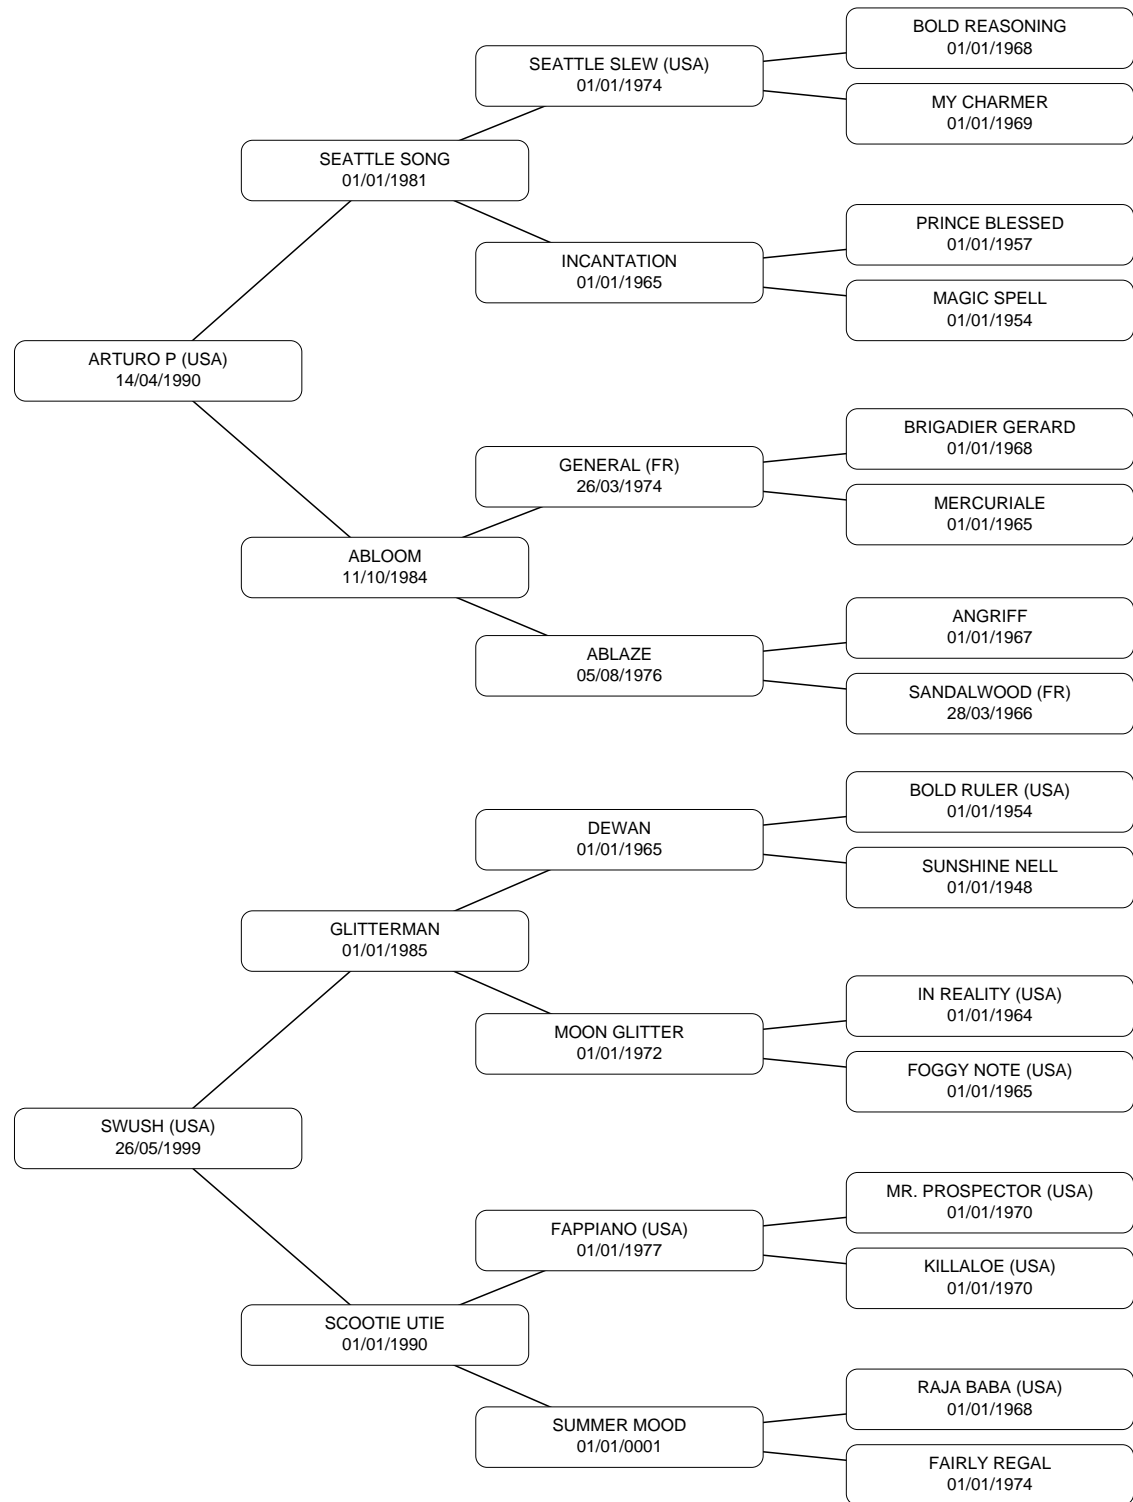 BOLD REASONING
01/01/1968
SEATTLE SLEW (USA)
01/01/1974
MY CHARMER
01/01/1969
SEATTLE SONG
01/01/1981
PRINCE BLESSED
01/01/1957
INCANTATION
01/01/1965
MAGIC SPELL
01/01/1954
ARTURO P (USA)
14/04/1990
BRIGADIER GERARD
01/01/1968
GENERAL (FR)
26/03/1974
MERCURIALE
01/01/1965
ABLOOM
11/10/1984
ANGRIFF
01/01/1967
ABLAZE
05/08/1976
SANDALWOOD (FR)
28/03/1966
BOLD RULER (USA)
01/01/1954
DEWAN
01/01/1965
SUNSHINE NELL
01/01/1948
GLITTERMAN
01/01/1985
IN REALITY (USA)
01/01/1964
MOON GLITTER
01/01/1972
FOGGY NOTE (USA)
01/01/1965
SWUSH (USA)
26/05/1999
MR. PROSPECTOR (USA)
01/01/1970
FAPPIANO (USA)
01/01/1977
KILLALOE (USA)
01/01/1970
SCOOTIE UTIE
01/01/1990
RAJA BABA (USA)
01/01/1968
SUMMER MOOD
01/01/0001
FAIRLY REGAL
01/01/1974